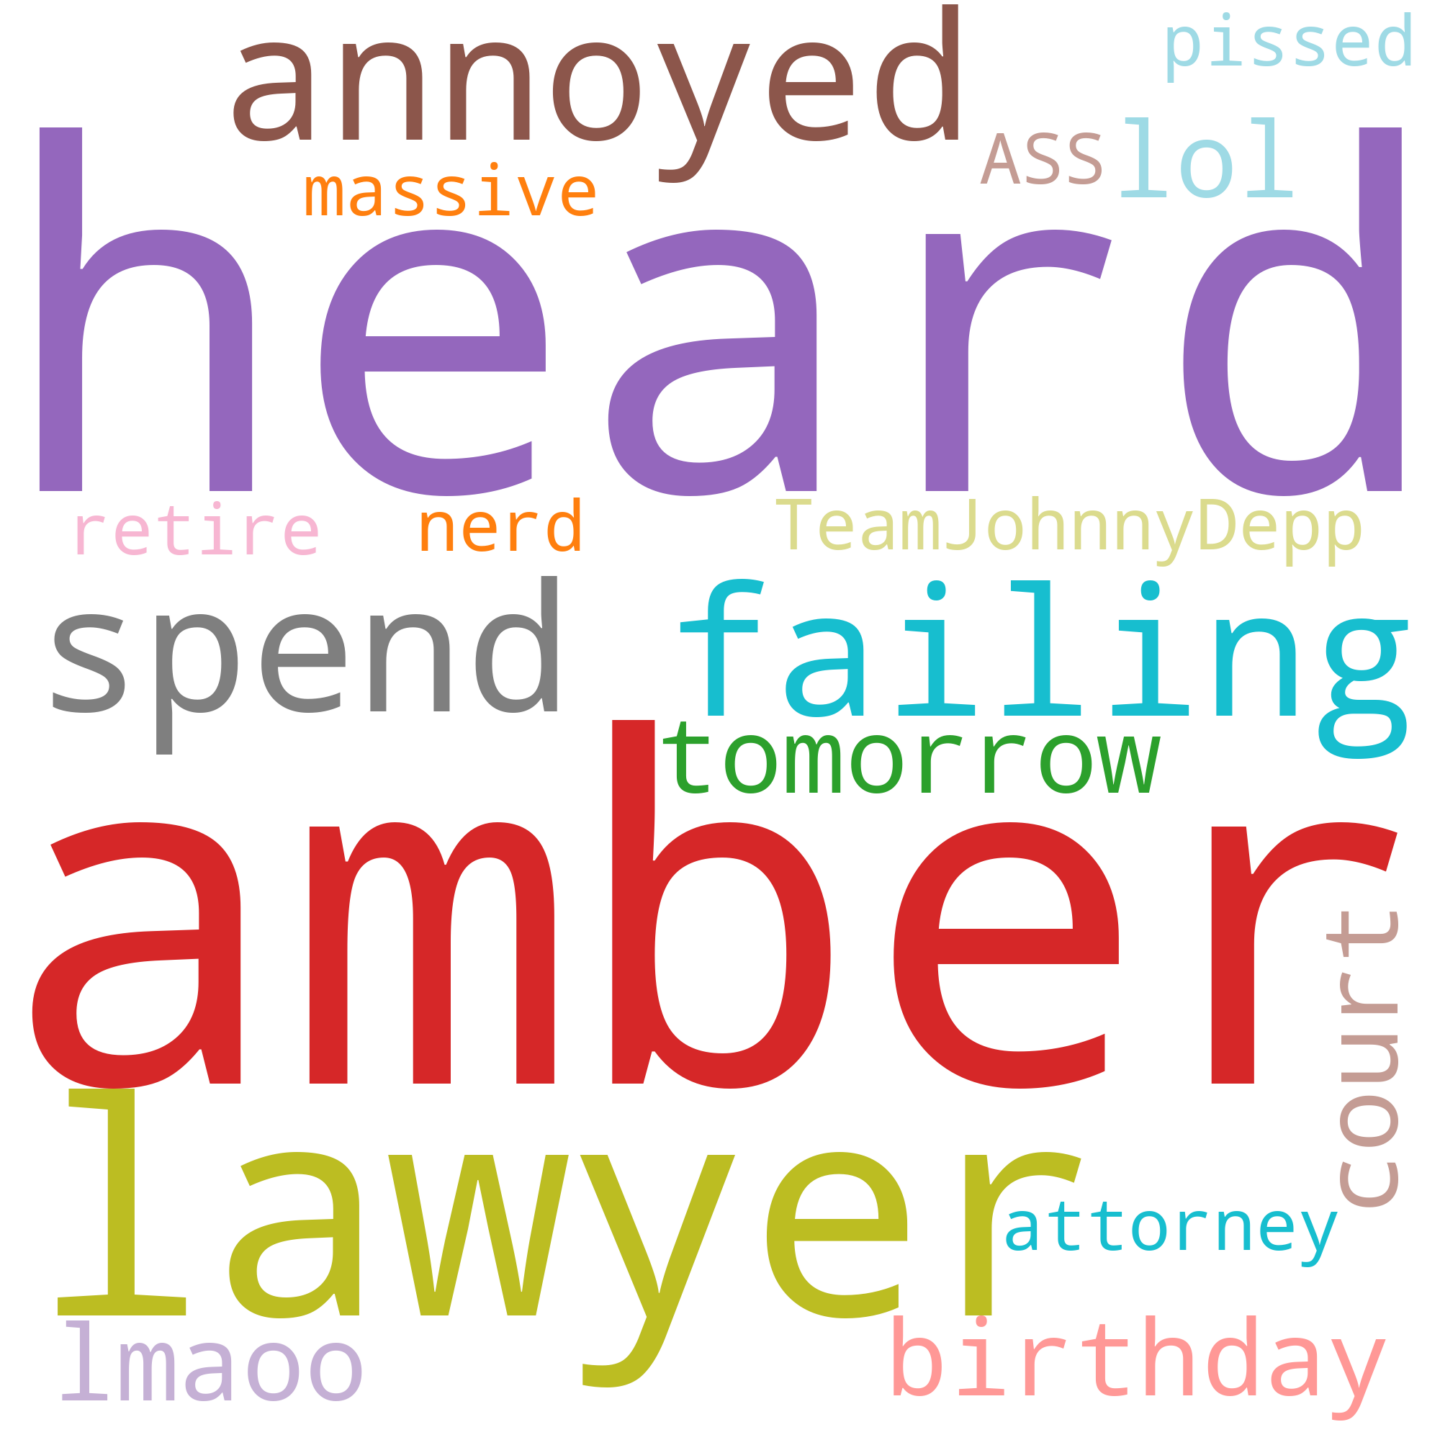 annoyed
pissed
massive
ASS
lol
heard
retire
nerd
TeamJohnnyDepp
spend
failing
tomorrow
amber
court
lawyer
attorney
lmaoo
birthday